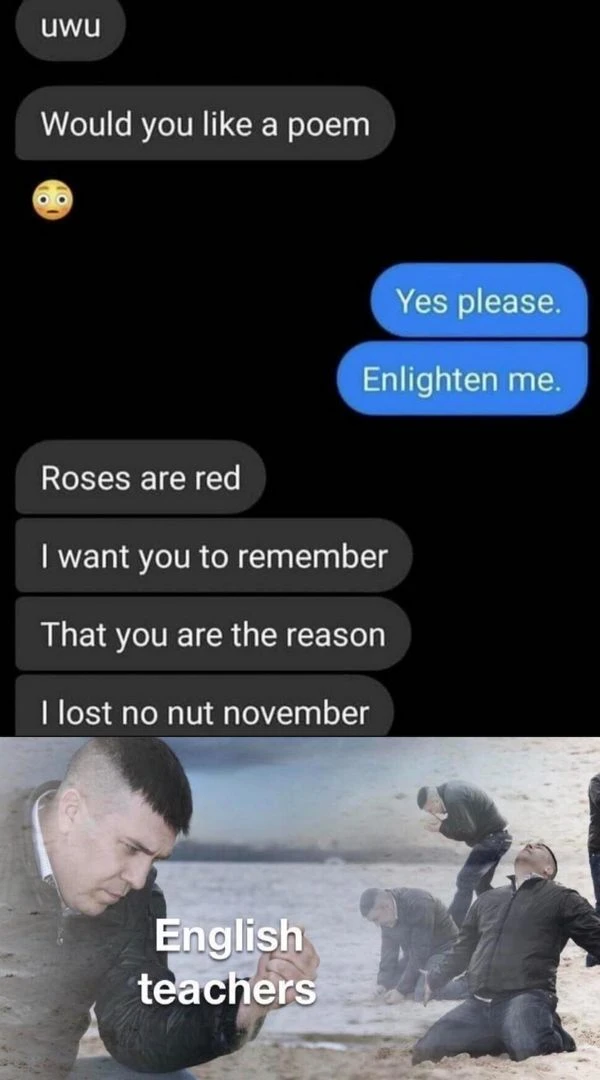 uwu
Would you like a poem
😳
Yes please.
Enlighten me.
Roses are red
I want you to remember
That you are the reason
I lost no nut november
English
teachers